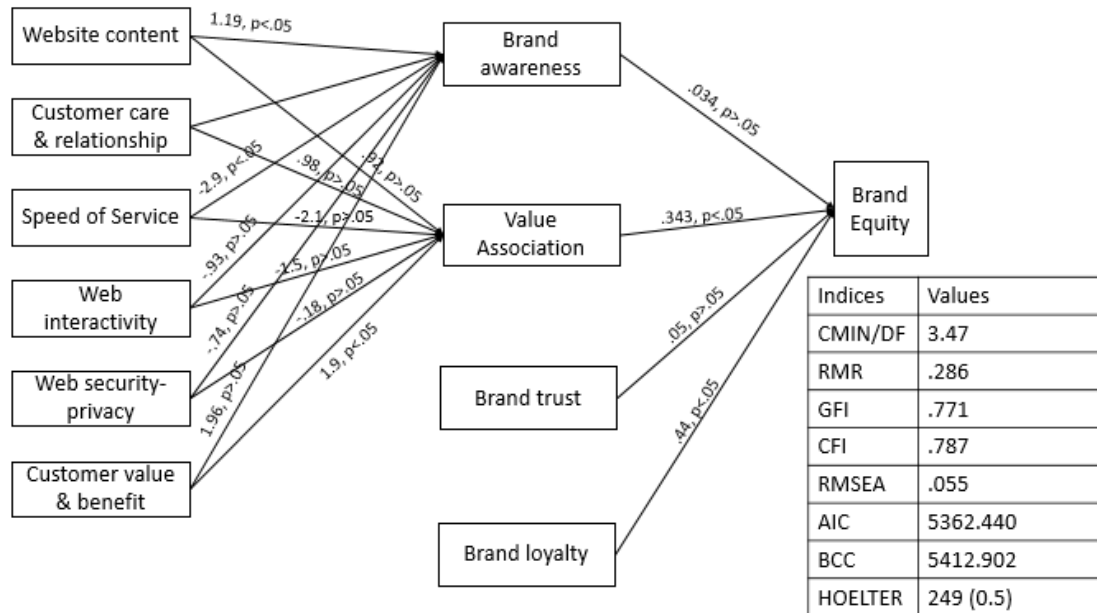 Website content
Customer care
& relationship
Speed of Service
Web
interactivity
Web security-
privacy
Customer value
& benefit
1.19, p<.05
-2.9, p<.05
-.93, p>.05
-.74, p>.05
1.96, p>.05
.92, p>.05
.98, p>.05
-2.1, p>.05
-1.5, p>.05
-.18, p>.05
1.9, p<.05
Brand
awareness
Value
Association
Brand trust
Brand loyalty
.034, p>.05
.343, p<.05
.05, p>.05
.44, p<.05
Brand
Equity
Indices Values
CMIN/DF 3.47
RMR .286
GFI .771
CFI .787
RMSEA .055
AIC 5362.440
BCC 5412.902
HOELTER 249 (0.5)